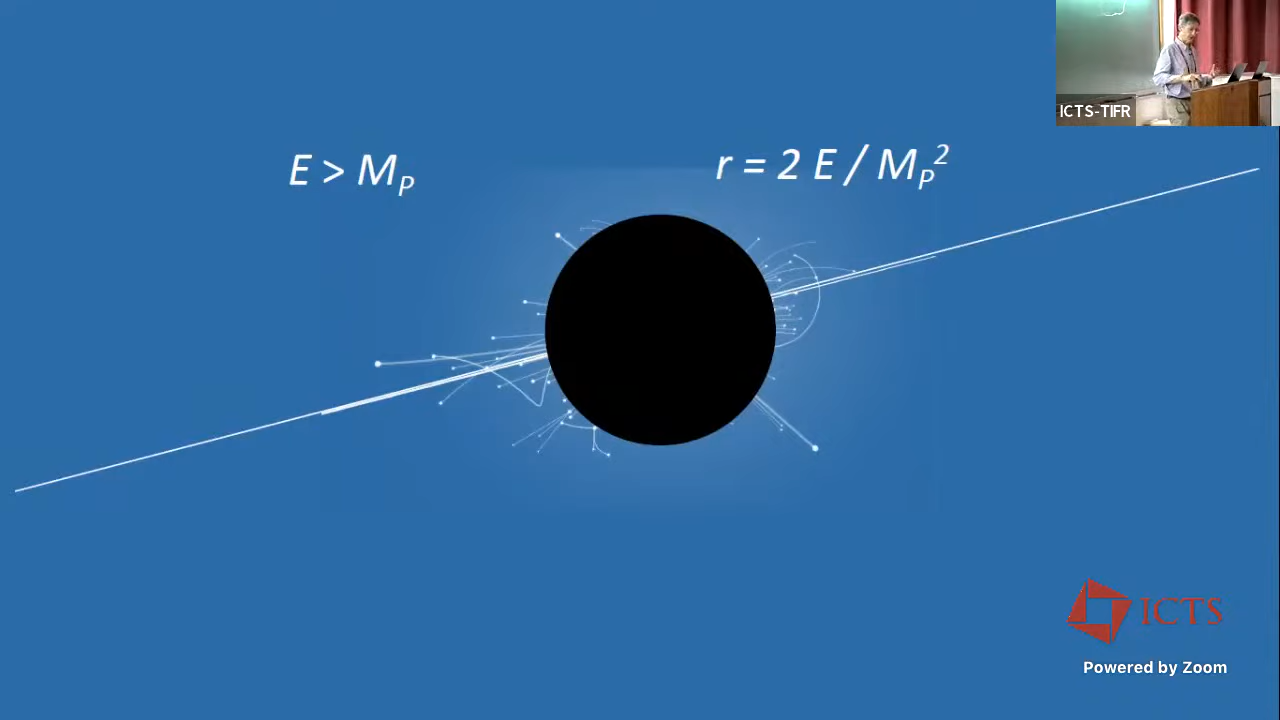 ICTS-TIFR
E > M_P
r = 2 E / M_P^2
ICTS
Powered by Zoom